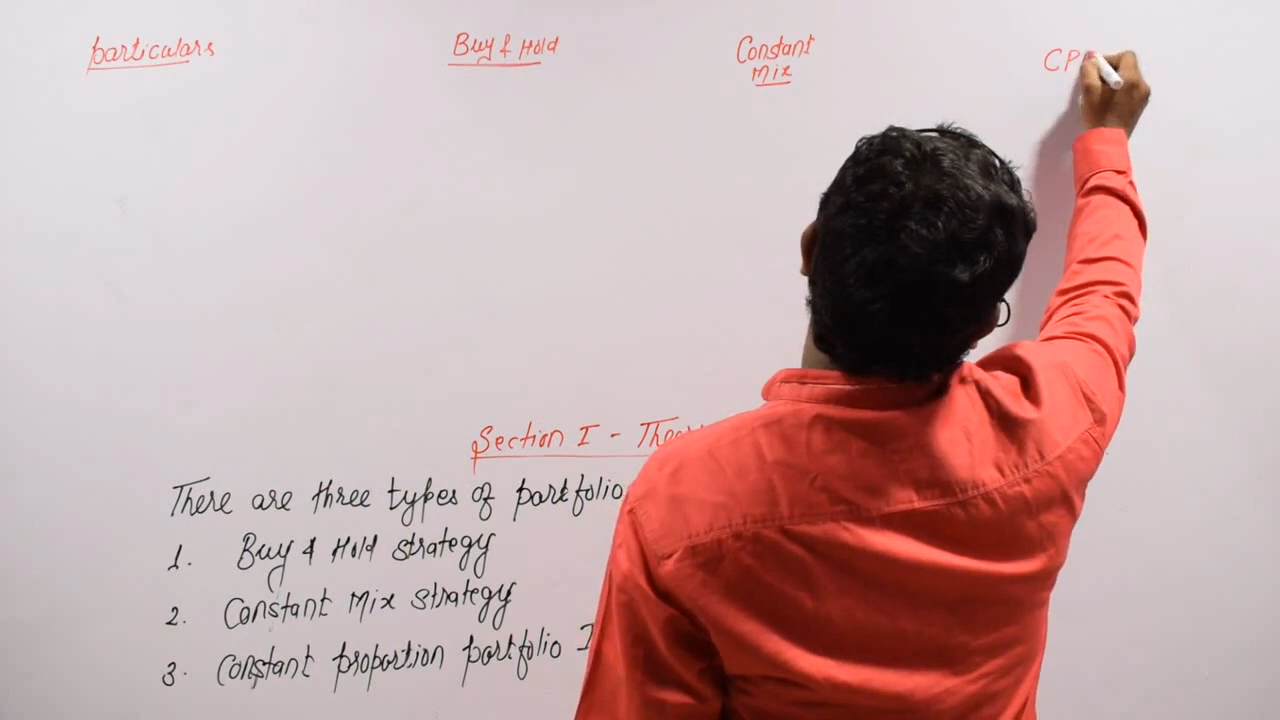 particulars Buy & Hold Constant CP
Mix
Section I -
There are three types of portfolio
1. Buy & Hold strategy
2. Constant Mix strategy
3. Constant proportion portfolio